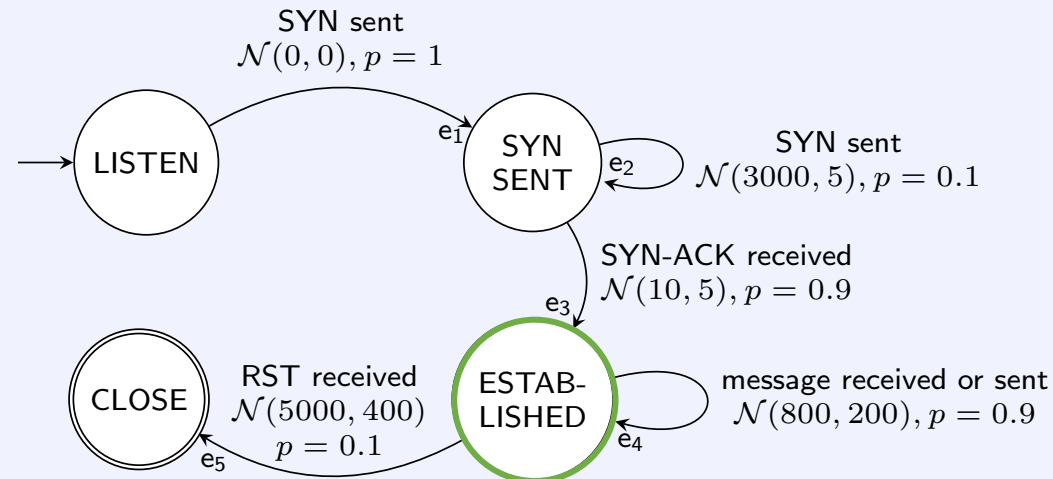 SYN sent
𝒩(0, 0), p = 1
LISTEN
e₁
SYN
SENT
e₂
SYN sent
𝒩(3000, 5), p = 0.1
SYN-ACK received
𝒩(10, 5), p = 0.9
e₃
CLOSE
RST received
𝒩(5000, 400)
p = 0.1
e₅
ESTAB-
LISHED
e₄
message received or sent
𝒩(800, 200), p = 0.9